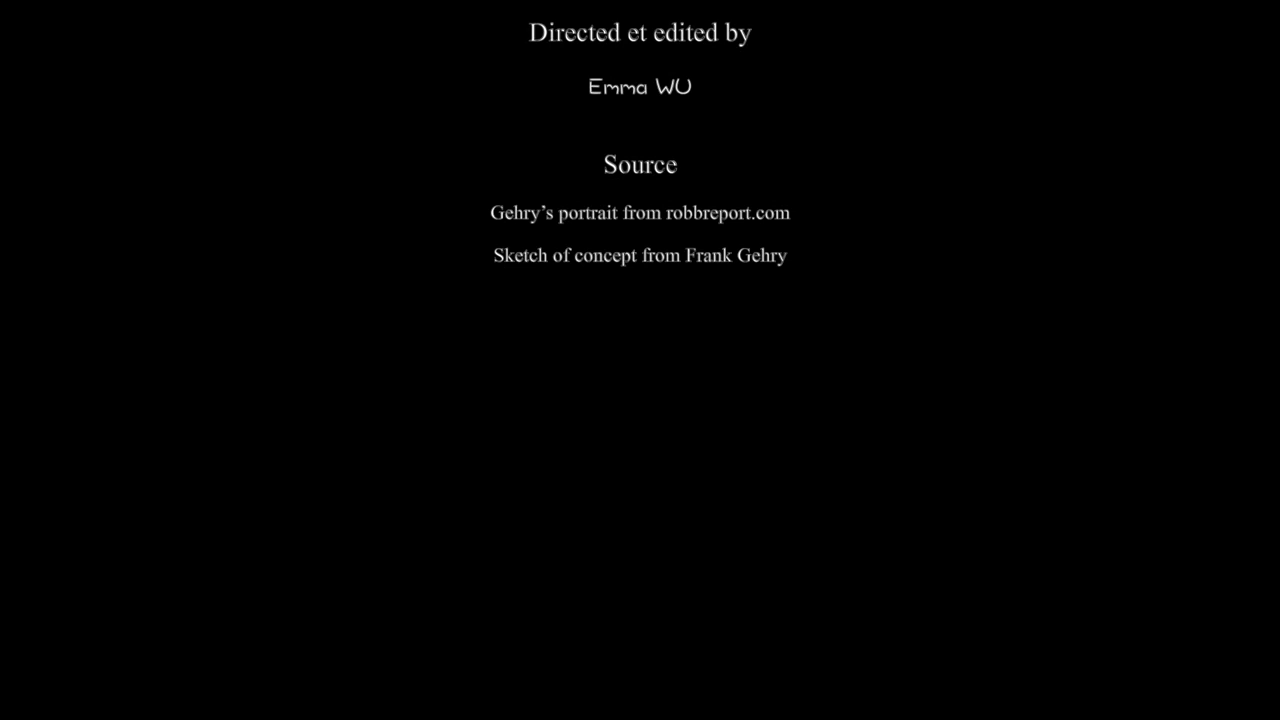 Directed et edited by
Emma WU
Source
Gehry’s portrait from robbreport.com
Sketch of concept from Frank Gehry